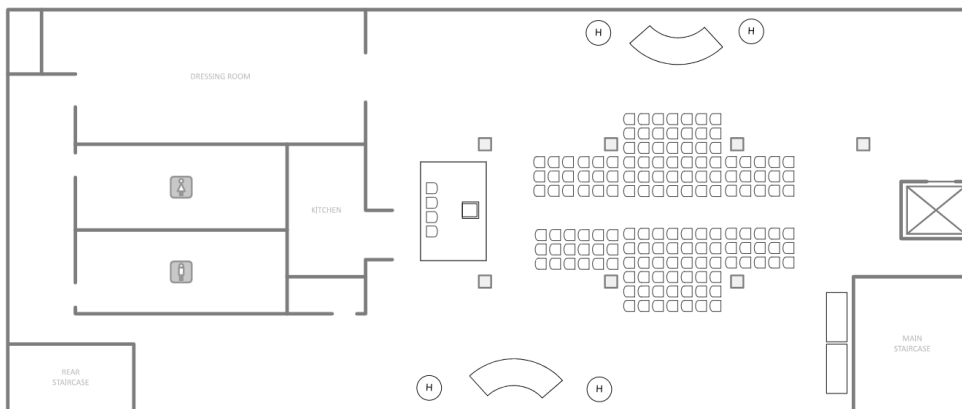 H
H
DRESSING ROOM
KITCHEN
MAIN
STAIRCASE
REAR
STAIRCASE
H
H